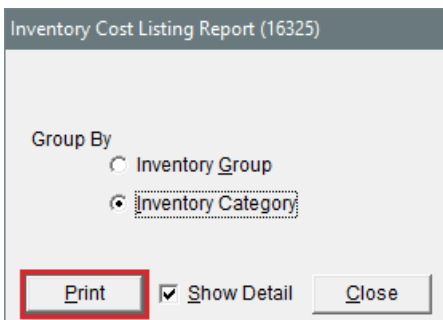 Inventory Cost Listing Report (16325)
Group By
Inventory Group
Inventory Category
Print Show Detail Close